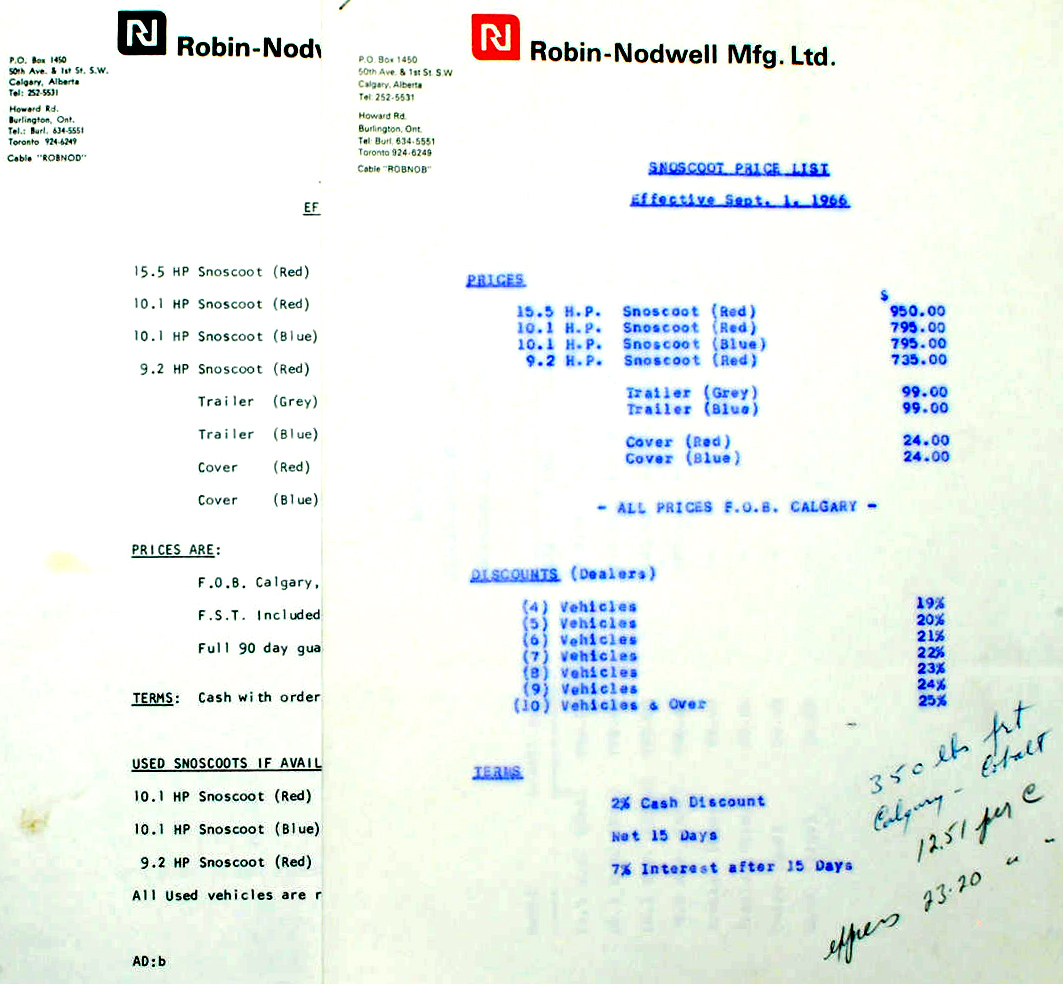 Robin-Nodw
P.O. Box 1450
50th Ave. & 1st St. S.W.
Calgary, Alberta
Tel: 252-5531
Howard Rd.
Burlington, Ont.
Tel.: Burl. 634-5551
Toronto 924-6249
Cable "ROBNOD"
EF
15.5 HP Snoscoot (Red)
10.1 HP Snoscoot (Red)
10.1 HP Snoscoot (Blue)
9.2 HP Snoscoot (Red)
Trailer (Grey)
Trailer (Blue)
Cover (Red)
Cover (Blue)
PRICES ARE:
F.O.B. Calgary,
F.S.T. Included
Full 90 day gua
TERMS: Cash with order
USED SNOSCOOTS IF AVAIL
10.1 HP Snoscoot (Red)
10.1 HP Snoscoot (Blue)
9.2 HP Snoscoot (Red)
All Used vehicles are r
AD:b
Robin-Nodwell Mfg. Ltd.
P.O. Box 1450
50th Ave. & 1st St. S.W
Calgary, Alberta
Tel: 252-5531
Howard Rd.
Burlington, Ont.
Tel: Burl. 634-5551
Toronto 924-6249
Cable "ROBNOB"
SNOSCOOT PRICE LIST
Effective Sept. 1, 1966
PRICES
$
15.5 H.P. Snoscoot (Red) 950.00
10.1 H.P. Snoscoot (Red) 795.00
10.1 H.P. Snoscoot (Blue) 795.00
9.2 H.P. Snoscoot (Red) 735.00
Trailer (Grey) 99.00
Trailer (Blue) 99.00
Cover (Red) 24.00
Cover (Blue) 24.00
- ALL PRICES F.O.B. CALGARY -
DISCOUNTS (Dealers)
(4) Vehicles 19%
(5) Vehicles 20%
(6) Vehicles 21%
(7) Vehicles 22%
(8) Vehicles 23%
(9) Vehicles 24%
(10) Vehicles & Over 25%
TERMS
2% Cash Discount
Net 15 Days
7% Interest after 15 Days
350 lbs frt
Calgary - Cobalt
12.51 per C
23.20 " "